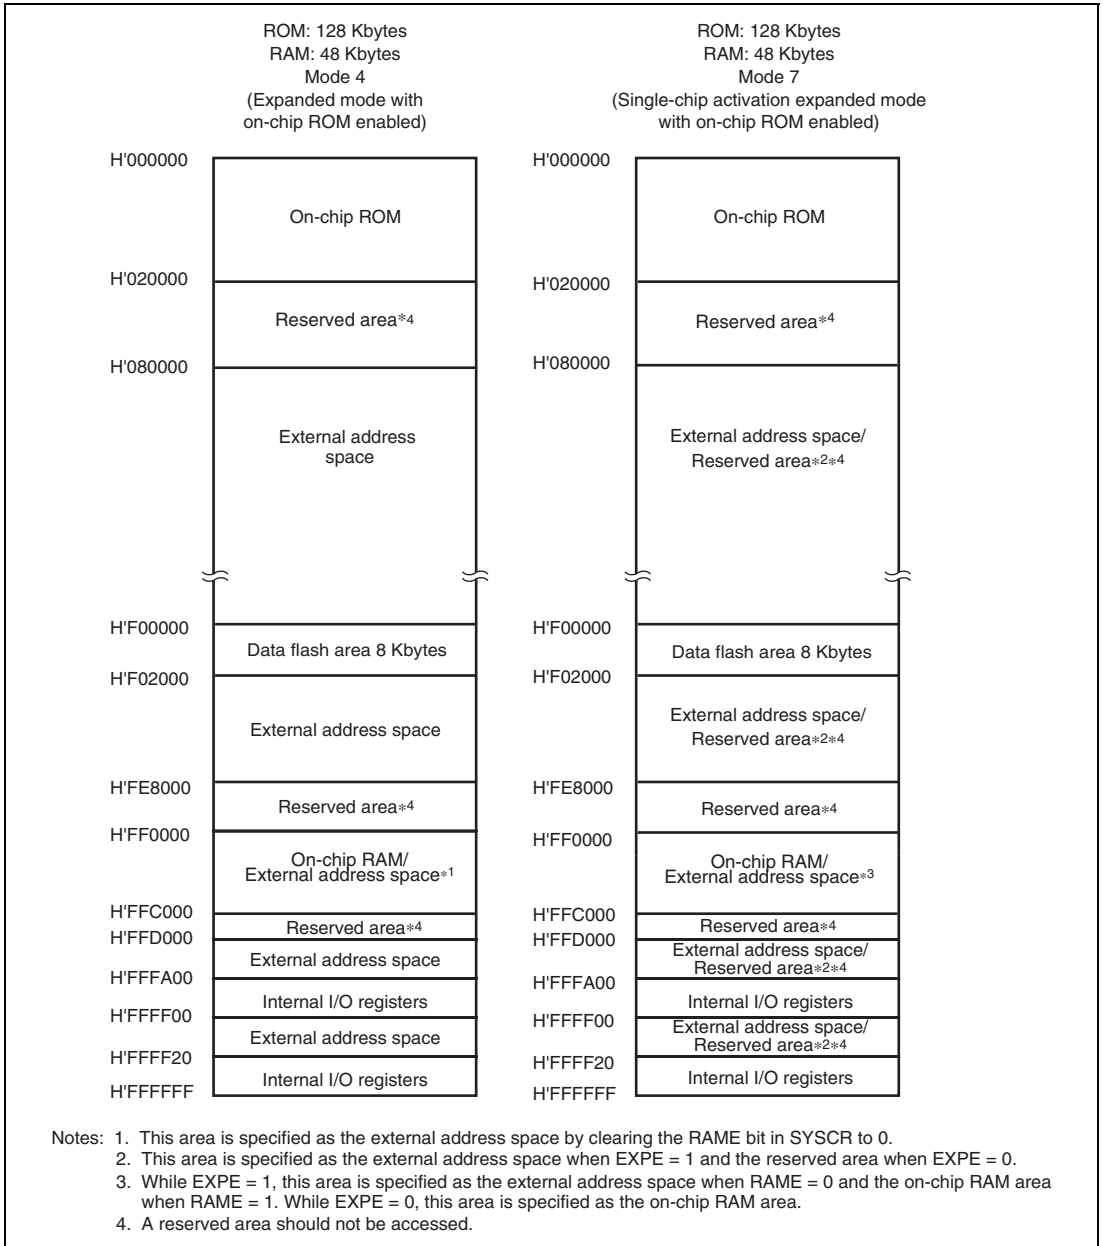 ROM: 128 Kbytes
RAM: 48 Kbytes
Mode 4
(Expanded mode with
on-chip ROM enabled)
H'000000
On-chip ROM
H'020000
Reserved area*4
H'080000
External address
space
H'F00000
Data flash area 8 Kbytes
H'F02000
External address space
H'FE8000
Reserved area*4
H'FF0000
On-chip RAM/
External address space*1
H'FFC000
Reserved area*4
H'FFD000
External address space
H'FFFA00
Internal I/O registers
H'FFFF00
External address space
H'FFFF20
Internal I/O registers
H'FFFFFF
ROM: 128 Kbytes
RAM: 48 Kbytes
Mode 7
(Single-chip activation expanded mode
with on-chip ROM enabled)
H'000000
On-chip ROM
H'020000
Reserved area*4
H'080000
External address space/
Reserved area*2*4
H'F00000
Data flash area 8 Kbytes
H'F02000
External address space/
Reserved area*2*4
H'FE8000
Reserved area*4
H'FF0000
On-chip RAM/
External address space*3
H'FFC000
Reserved area*4
H'FFD000
External address space/
Reserved area*2*4
H'FFFA00
Internal I/O registers
H'FFFF00
External address space/
Reserved area*2*4
H'FFFF20
Internal I/O registers
H'FFFFFF
Notes: 1. This area is specified as the external address space by clearing the RAME bit in SYSCR to 0.
2. This area is specified as the external address space when EXPE = 1 and the reserved area when EXPE = 0.
3. While EXPE = 1, this area is specified as the external address space when RAME = 0 and the on-chip RAM area
when RAME = 1. While EXPE = 0, this area is specified as the on-chip RAM area.
4. A reserved area should not be accessed.